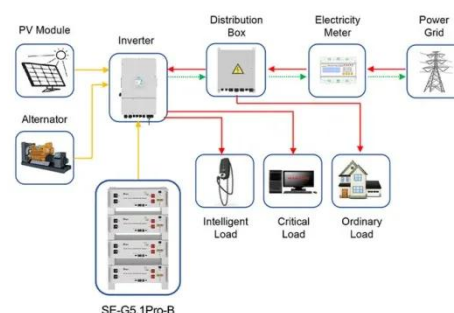 PV Module
Inverter
Distribution
Box
Electricity
Meter
Power
Grid
Alternator
Intelligent
Load
Critical
Load
Ordinary
Load
SE-G5.1Pro-B